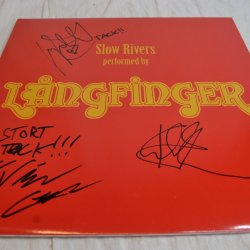 TACK!!
Slow Rivers
performed by
LÅNGFINGER
STORT
TACK!!!